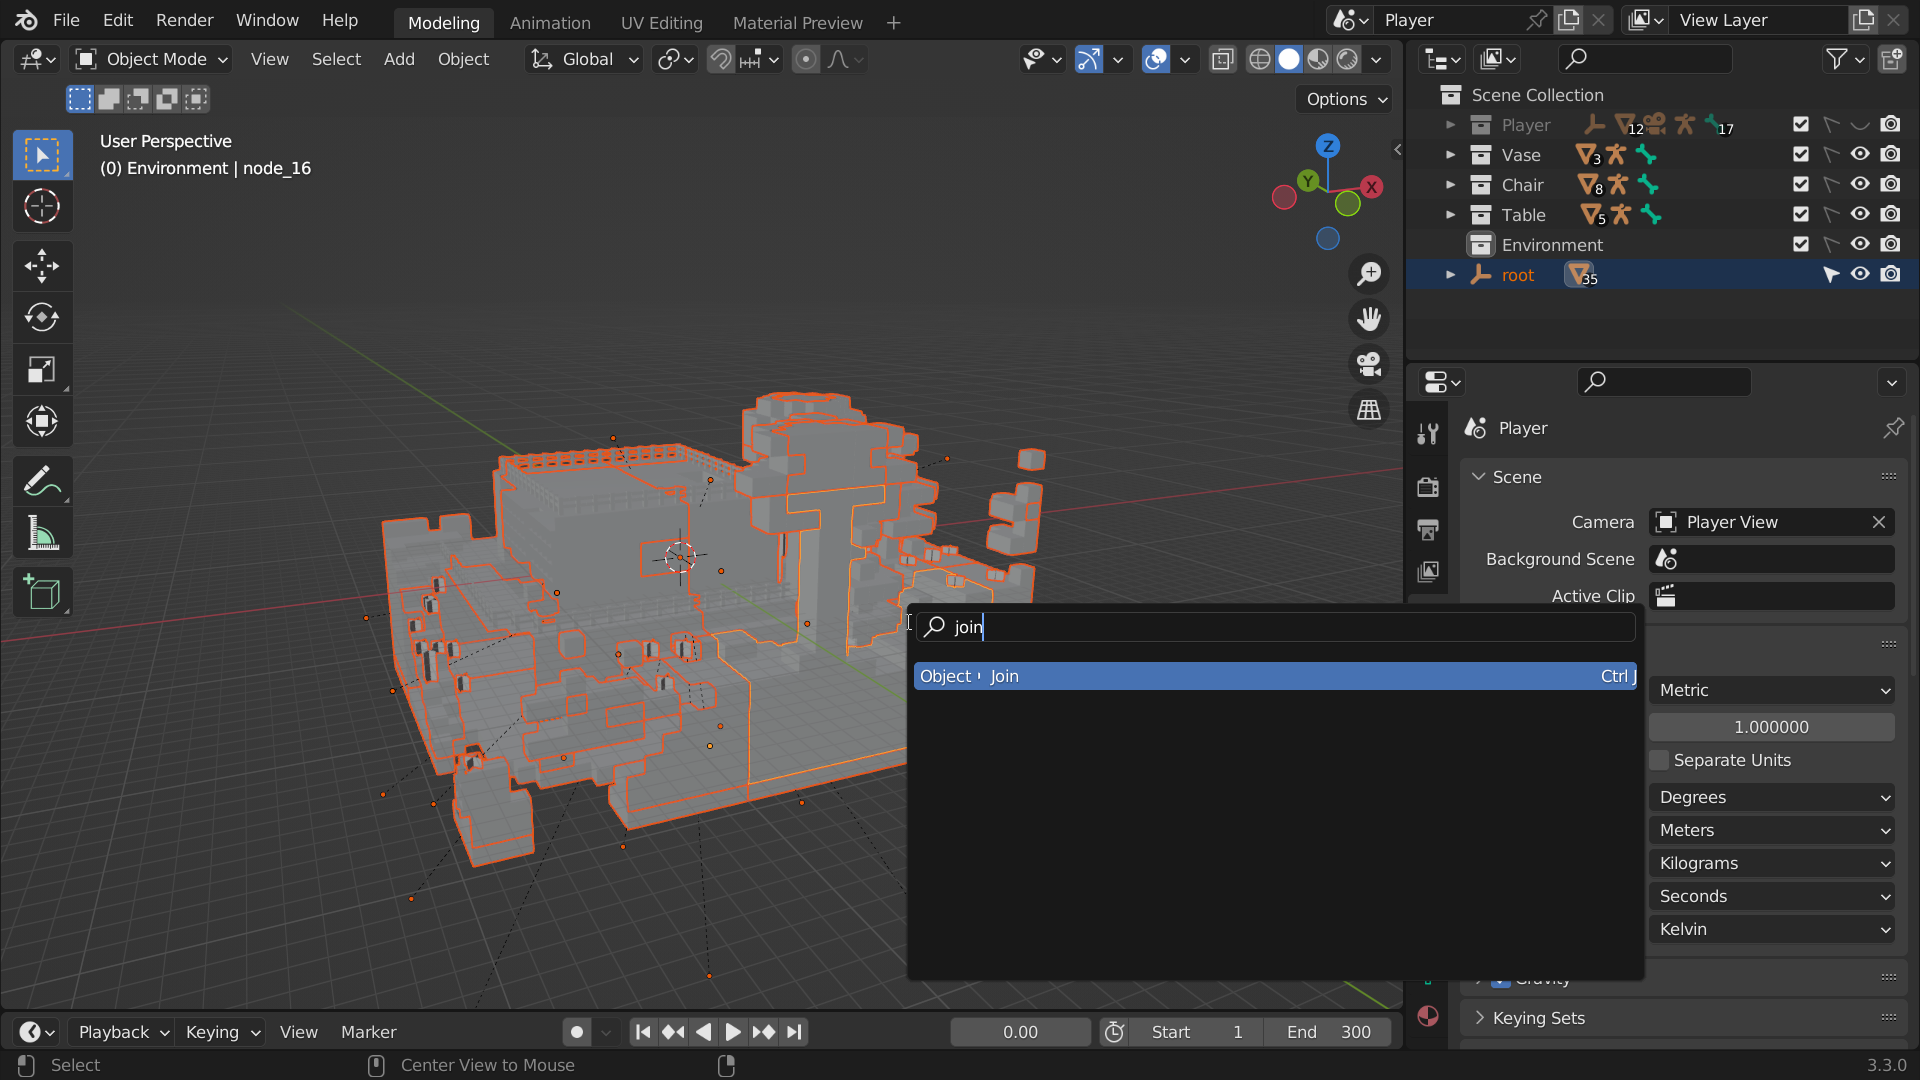 File Edit Render Window Help
Modeling Animation UV Editing Material Preview +
Player
View Layer
Object Mode View Select Add Object
Global
Options
User Perspective
(0) Environment | node_16
Z
Y
X
Scene Collection
Player 12 17
Vase 3
Chair 8
Table 5
Environment
root 35
Player
Scene
Camera Player View
Background Scene
Active Clip
join
Object Join Ctrl J
Metric
1.000000
Separate Units
Degrees
Meters
Kilograms
Seconds
Kelvin
Gravity
Keying Sets
Playback Keying View Marker
0.00
Start 1 End 300
Select
Center View to Mouse
3.3.0